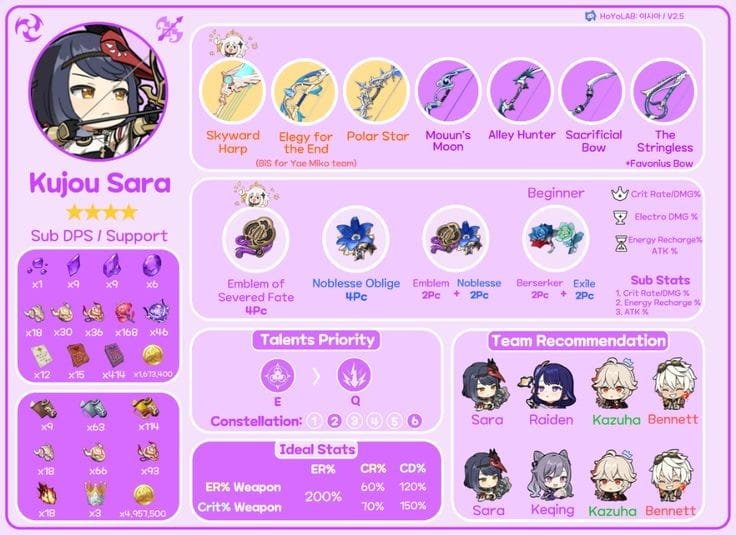 HoYoLAB: 이시아 / V2.5
Skyward Harp
Elegy for the End
(BiS for Yae Miko team)
Polar Star
Mouun's Moon
Alley Hunter
Sacrificial Bow
The Stringless
+Favonius Bow
Kujou Sara
Sub DPS / Support
x1 x9 x9 x6
x18 x30 x36 x168 x46
x12 x15 x414 x1,673,400
x9 x63 x114
x18 x66 x93
x18 x3 x4,957,500
Emblem of Severed Fate
4Pc
Noblesse Oblige
4Pc
Emblem 2Pc + Noblesse 2Pc
Beginner
Berserker 2Pc + Exile 2Pc
Crit Rate/DMG%
Electro DMG %
Energy Recharge%
ATK %
Sub Stats
1. Crit Rate/DMG %
2. Energy Recharge %
3. ATK %
Talents Priority
E > Q
Constellation: 1 2 3 4 5 6
Ideal Stats
ER% CR% CD%
ER% Weapon 200% 60% 120%
Crit% Weapon 70% 150%
Team Recommendation
Sara Raiden Kazuha Bennett
Sara Keqing Kazuha Bennett